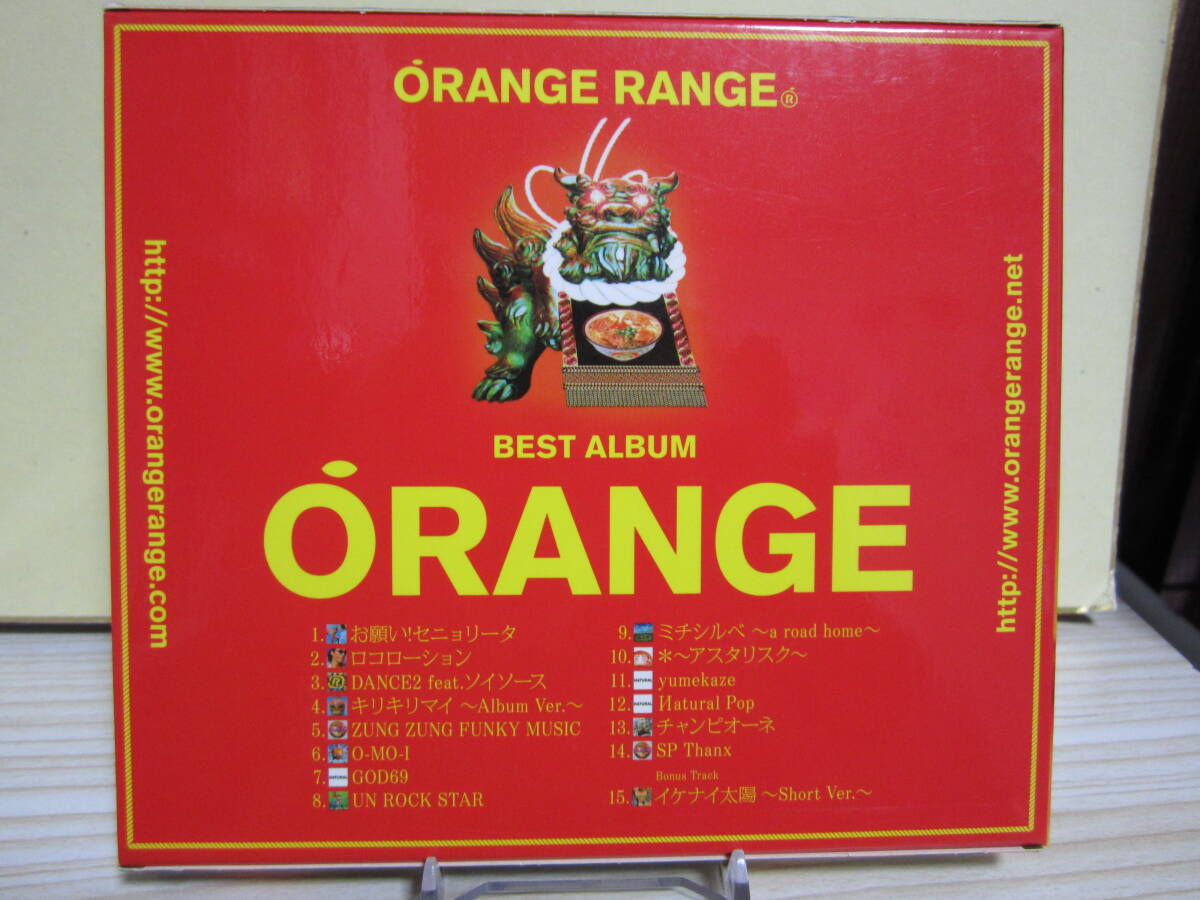 ORANGE RANGE®
http://www.orangerange.com
http://www.orangerange.net
BEST ALBUM
ORANGE
1. お願い!セニョリータ
2. ロコローション
3. DANCE2 feat.ソイソース
4. キリキリマイ ～Album Ver.～
5. ZUNG ZUNG FUNKY MUSIC
6. O-MO-I
7. NATURAL GOD69
8. UN ROCK STAR
9. ミチシルベ ～a road home～
10. *～アスタリスク～
11. NATURAL yumekaze
12. NATURAL Иatural Pop
13. チャンピオーネ
14. SP Thanx
Bonus Track
15. イケナイ太陽 ～Short Ver.～